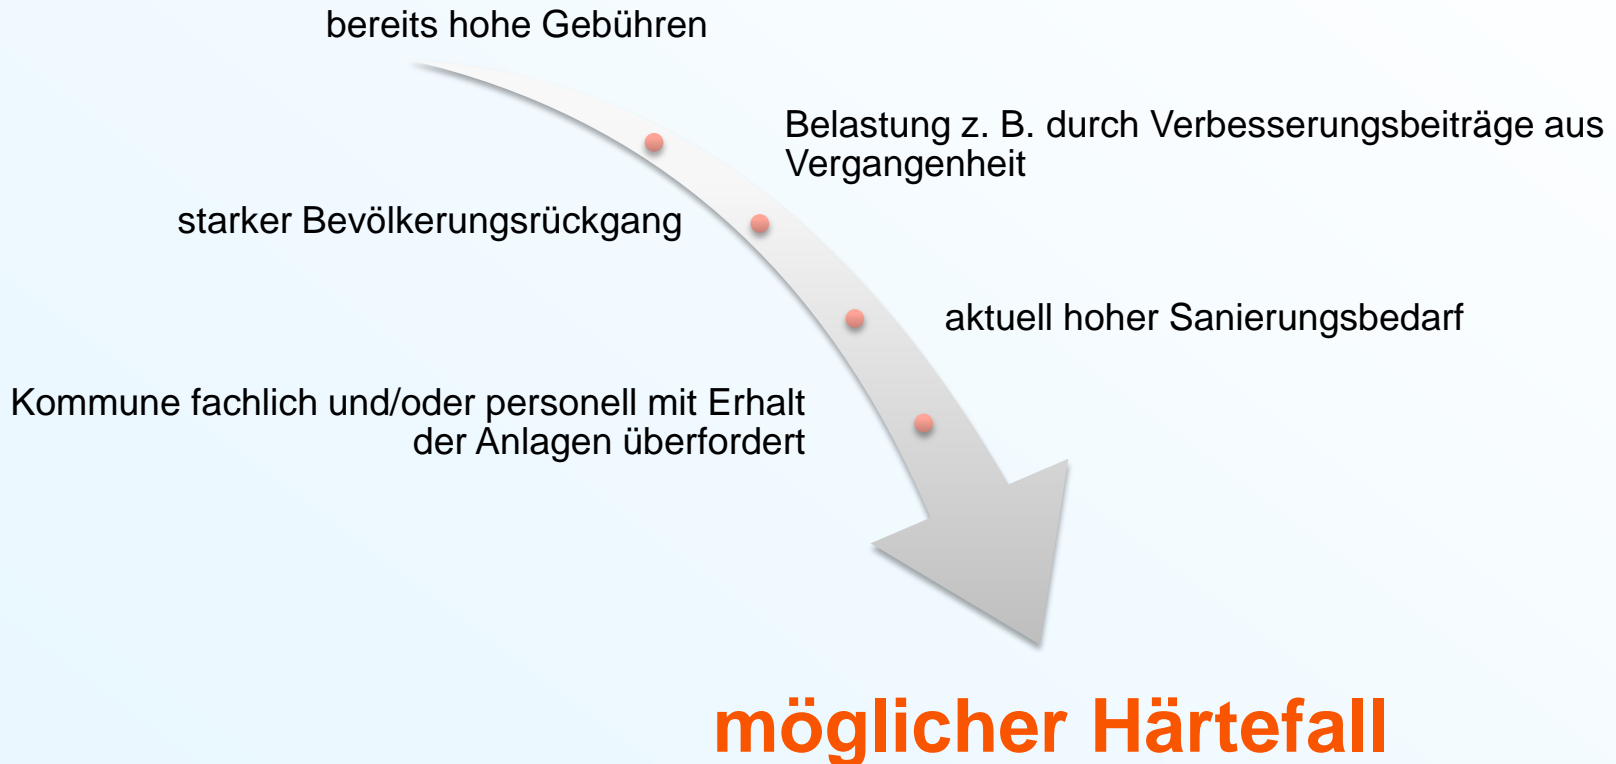 bereits hohe Gebühren
Belastung z. B. durch Verbesserungsbeiträge aus
Vergangenheit
starker Bevölkerungsrückgang
aktuell hoher Sanierungsbedarf
Kommune fachlich und/oder personell mit Erhalt
der Anlagen überfordert
möglicher Härtefall